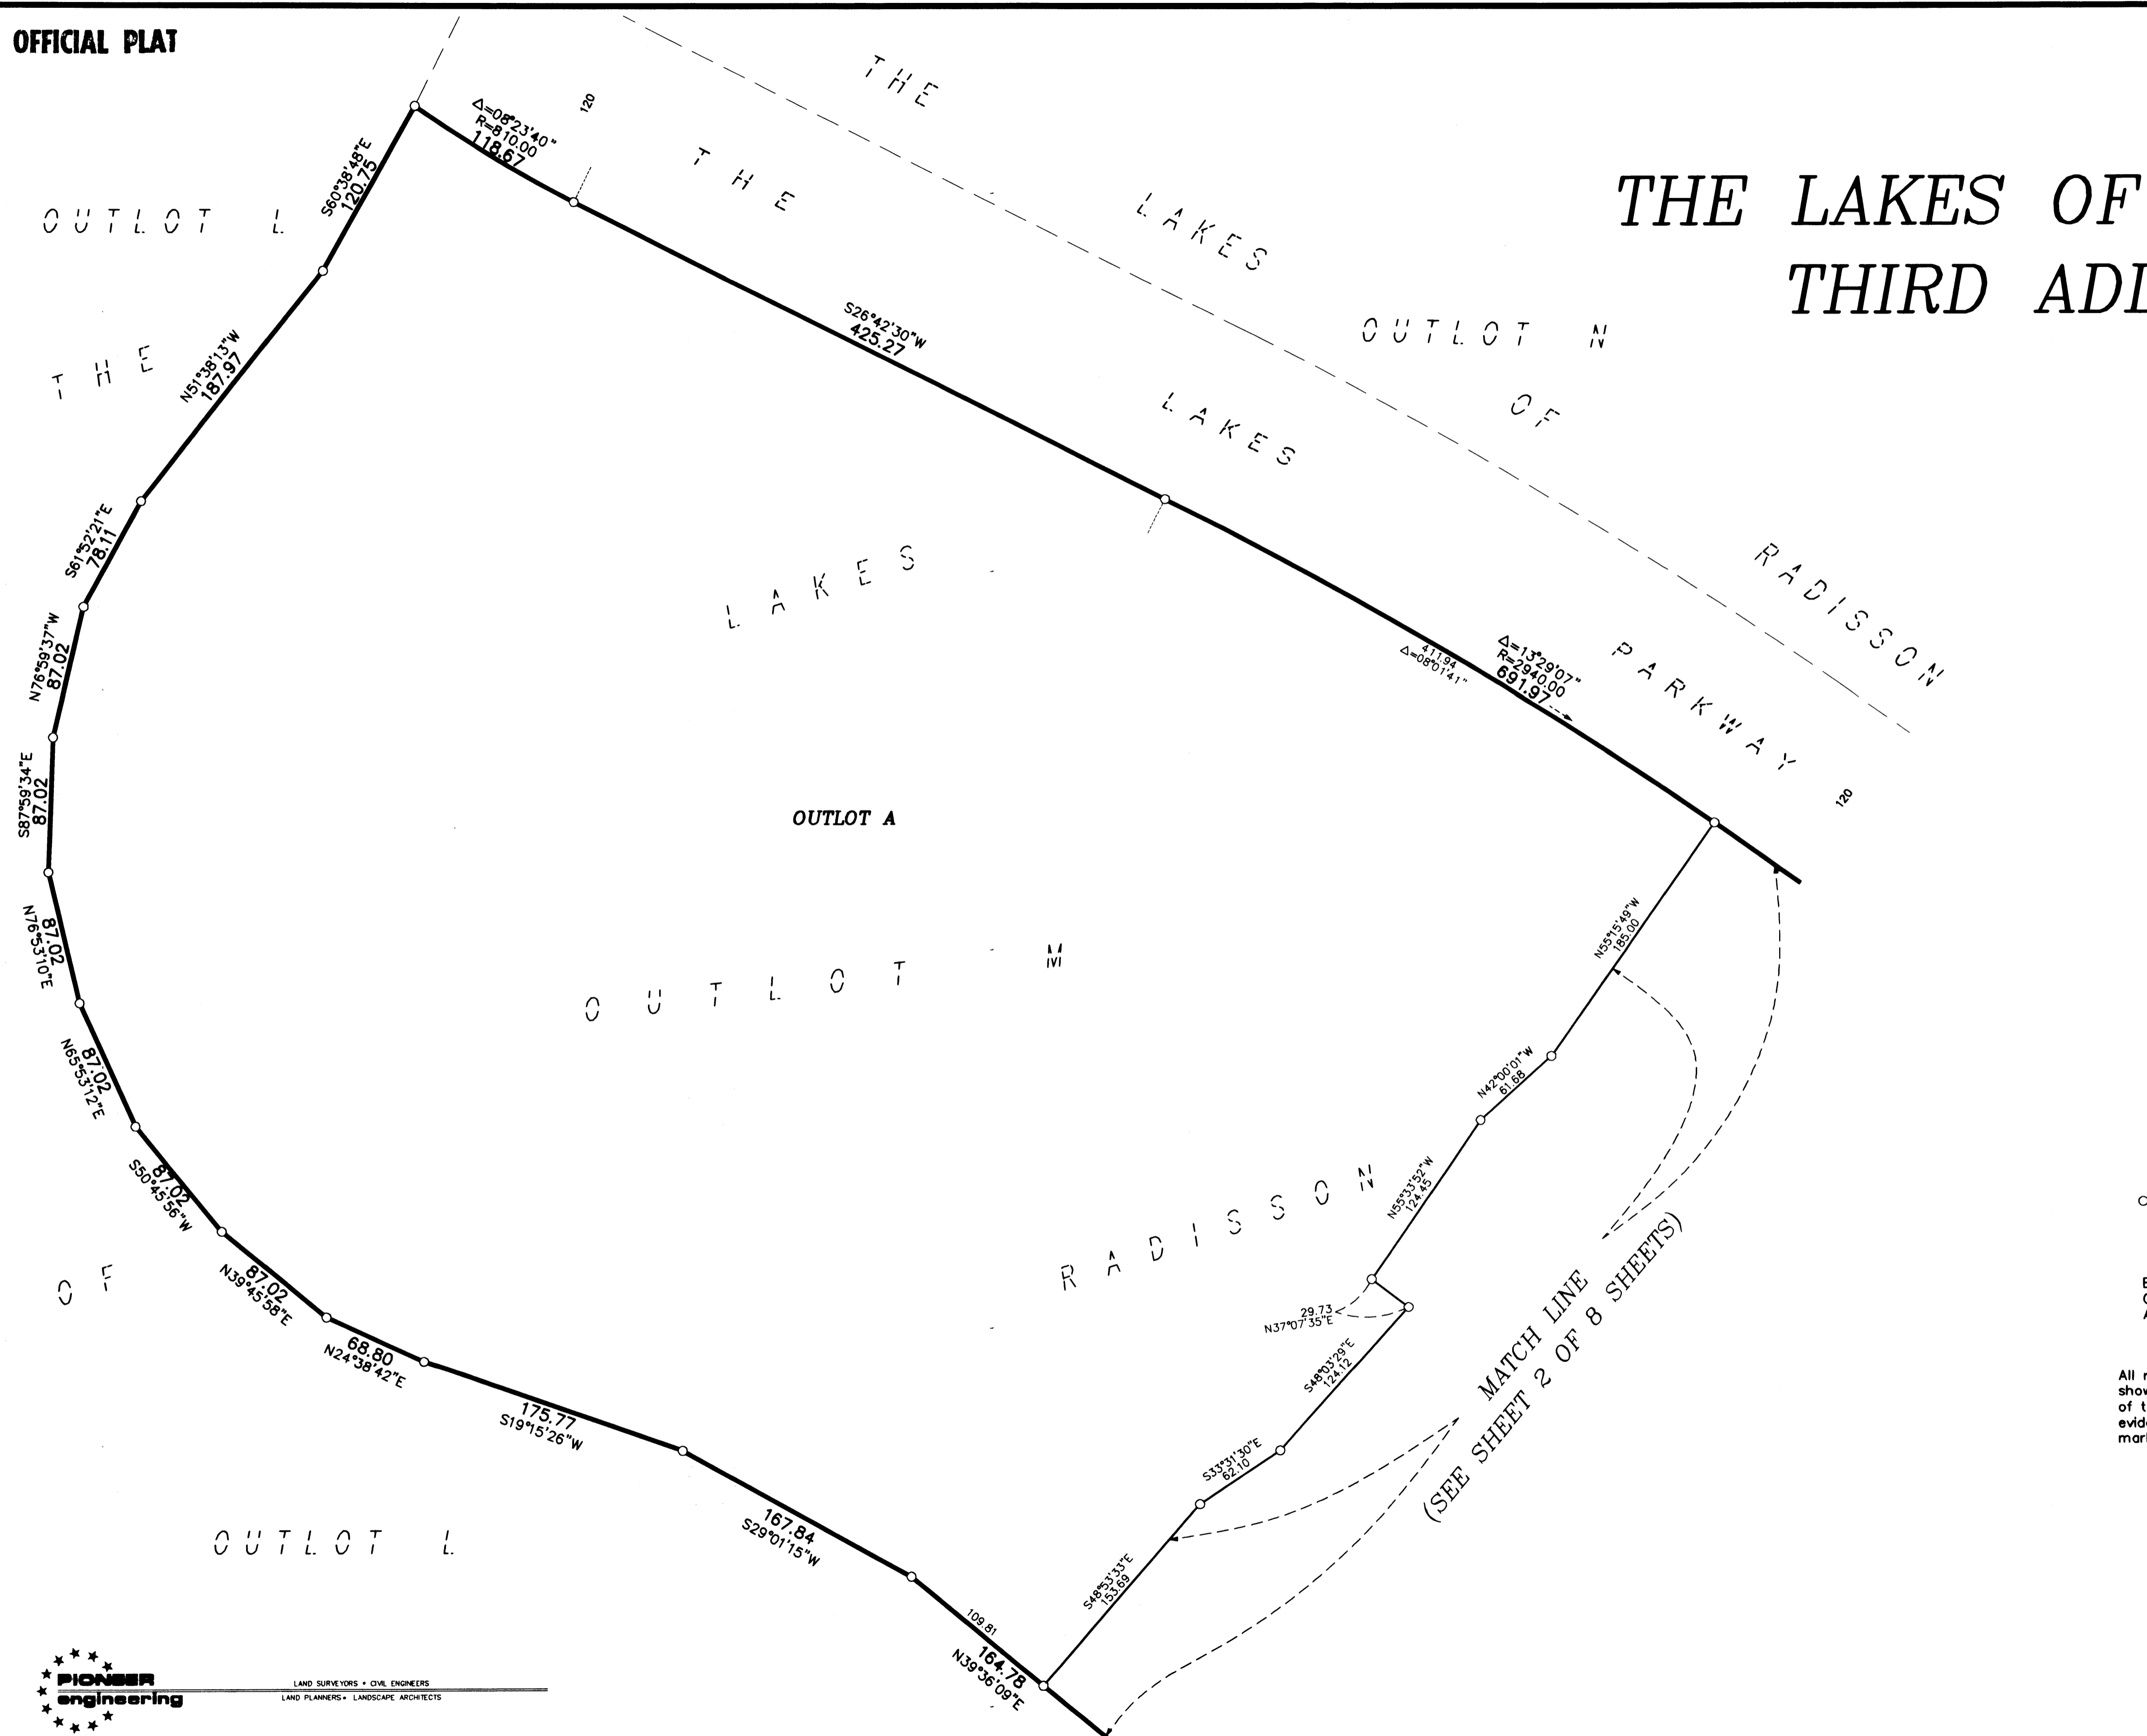 OFFICIAL PLAT
THE LAKES OF
THIRD ADD
THE
LAKES
OF
RADISSON
Δ=08°23'40"
R=810.00
118.67
120
THE
LAKES
PARKWAY
120
OUTLOT N
S60°38'48"E
120.75
OUTLOT L
S26°42'30"W
425.27
N51°38'13"W
187.97
THE
LAKES
S61°52'21"E
78.11
N76°59'37"W
87.02
Δ=13°29'07"
R=2940.00
691.97
411.94
Δ=08°01'41"
S87°59'34"E
87.02
OUTLOT A
87.02
N76°53'10"E
OUTLOT M
N55°15'49"W
185.00
87.02
N65°53'12"E
N42°00'01"W
61.68
87.02
S50°45'56"W
RADISSON
N55°33'52"W
124.45
OF
87.02
N39°45'58"E
29.73
N37°07'35"E
68.80
N24°38'42"E
S48°03'29"E
124.12
MATCH LINE
(SEE SHEET 2 OF 8 SHEETS)
175.77
S19°15'26"W
S33°31'30"E
62.10
167.84
S29°01'15"W
OUTLOT L
S48°53'33"E
153.69
109.81
164.78
N39°36'09"E
All
show
of t
evid
mar
PIONEER
engineering
LAND SURVEYORS • CIVIL ENGINEERS
LAND PLANNERS • LANDSCAPE ARCHITECTS